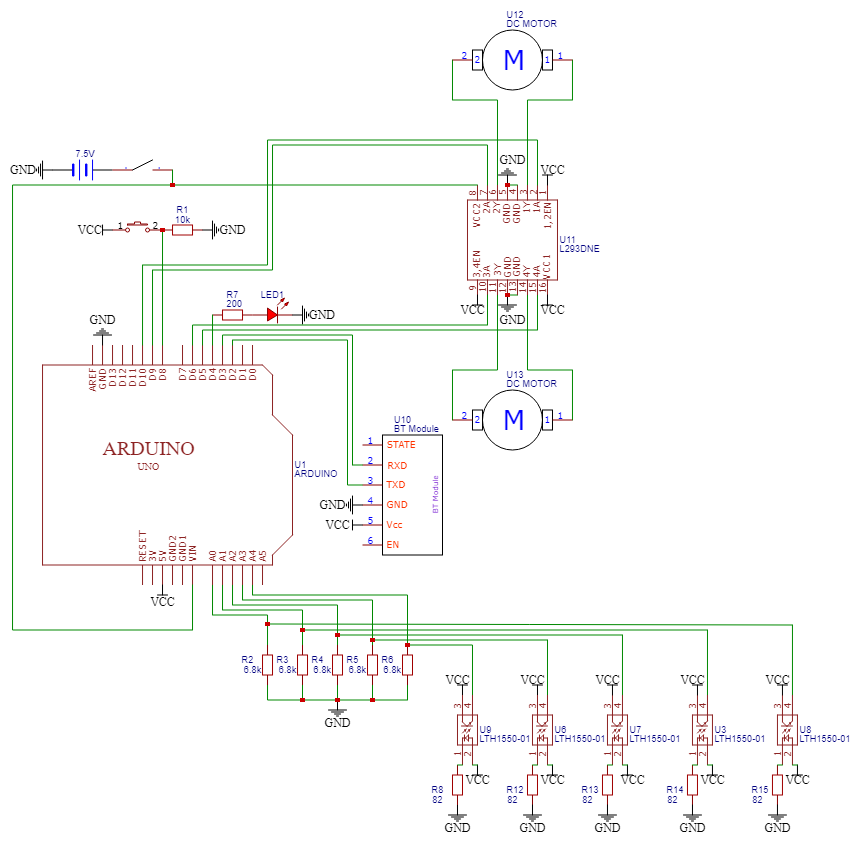 U12
DC MOTOR
2 2 M 1 1
7.5V
GND
GND
VCC
8 7 6 5 4 3 2 1
VCC2 2A 2Y GND GND 1Y 1A 1,2EN
U11
L293DNE
3,4EN 3A 3Y GND GND 4Y 4A VCC1
9 10 11 12 13 14 15 16
VCC
GND
VCC
R1
10k
VCC 1 2 GND
R7
200
LED1
GND
GND
AREF GND D13 D12 D11 D10 D9 D8 D7 D6 D5 D4 D3 D2 D1 D0
ARDUINO
UNO
U1
ARDUINO
RESET 3V 5V GND2 GND1 VIN A0 A1 A2 A3 A4 A5
VCC
U13
DC MOTOR
2 2 M 1 1
U10
BT Module
1 STATE
2 RXD
3 TXD
GND 4 GND
VCC 5 Vcc
6 EN
BT Module
R2
6.8k
R3
6.8k
R4
6.8k
R5
6.8k
R6
6.8k
GND
VCC VCC VCC VCC VCC
3 4 3 4 3 4 3 4 3 4
U9
LTH1550-01
U6
LTH1550-01
U7
LTH1550-01
U3
LTH1550-01
U8
LTH1550-01
1 2 1 2 1 2 1 2 1 2
VCC VCC VCC VCC VCC
R8
82
R12
82
R13
82
R14
82
R15
82
GND GND GND GND GND